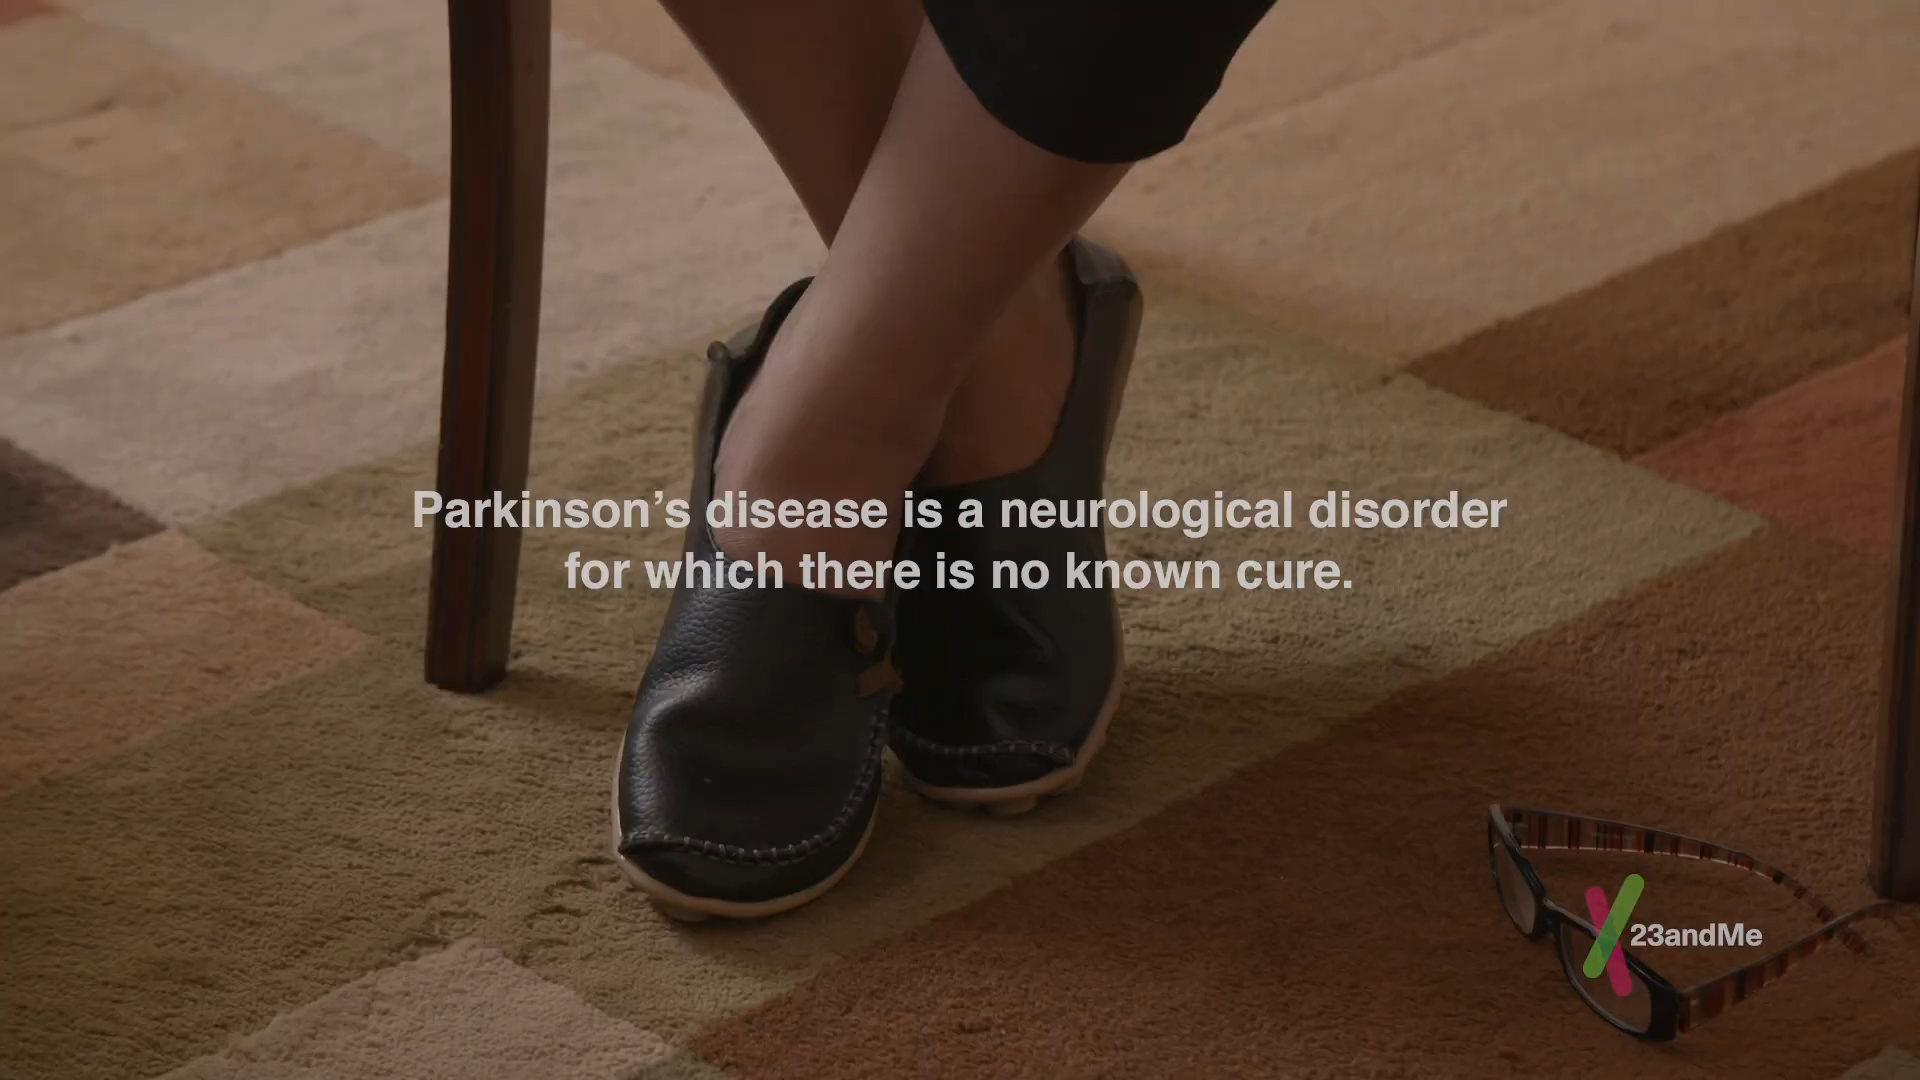 Parkinson’s disease is a neurological disorder
for which there is no known cure.
23andMe